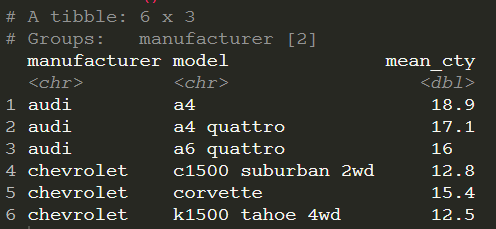 # A tibble: 6 x 3
# Groups:   manufacturer [2]
  manufacturer model              mean_cty
  <chr>        <chr>                 <dbl>
1 audi         a4                     18.9
2 audi         a4 quattro             17.1
3 audi         a6 quattro             16
4 chevrolet    c1500 suburban 2wd     12.8
5 chevrolet    corvette               15.4
6 chevrolet    k1500 tahoe 4wd        12.5